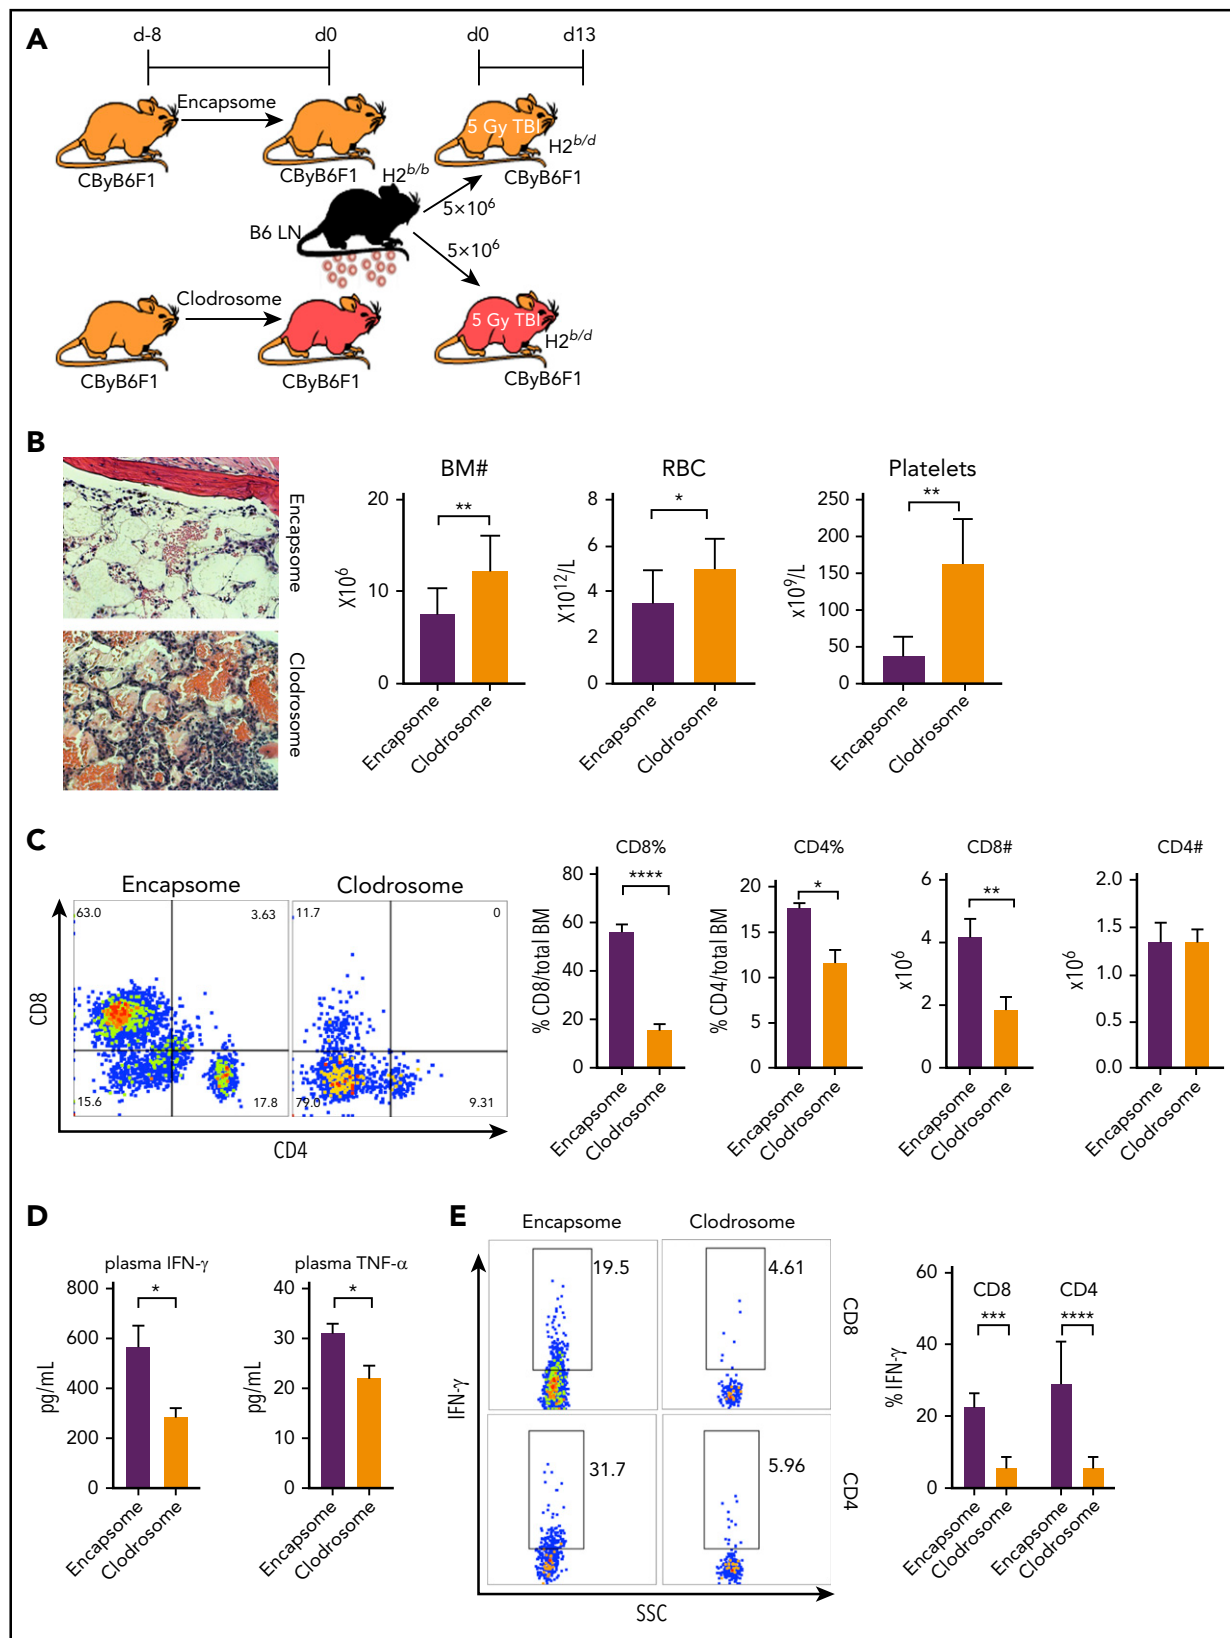 A
d-8
d0
d0
d13
Encapsome
5 Gy TBI
H2b/d
CByB6F1
CByB6F1
H2b/b
CByB6F1
5×10⁶
B6 LN
5×10⁶
Clodrosome
5 Gy TBI
H2b/d
CByB6F1
CByB6F1
CByB6F1
B
Encapsome
Clodrosome
BM#
20
10
0
X10⁶
**
Encapsome
Clodrosome
RBC
8
6
4
2
0
X10¹²/L
*
Encapsome
Clodrosome
Platelets
250
200
150
100
50
0
x10⁹/L
**
Encapsome
Clodrosome
C
Encapsome
Clodrosome
63.0
3.63
15.6
17.8
11.7
0
79.0
9.31
CD8
CD4
CD8%
80
60
40
20
0
% CD8/total BM
****
Encapsome
Clodrosome
CD4%
20
15
10
5
0
% CD4/total BM
*
Encapsome
Clodrosome
CD8#
6
4
2
0
x10⁶
**
Encapsome
Clodrosome
CD4#
2.0
1.5
1.0
0.5
0.0
x10⁶
Encapsome
Clodrosome
D
plasma IFN-γ
800
600
400
200
0
pg/mL
*
Encapsome
Clodrosome
plasma TNF-α
40
30
20
10
0
pg/mL
*
Encapsome
Clodrosome
E
Encapsome
Clodrosome
19.5
4.61
CD8
31.7
5.96
CD4
IFN-γ
SSC
60
40
20
0
% IFN-γ
CD8
CD4
***
****
Encapsome
Clodrosome
Encapsome
Clodrosome